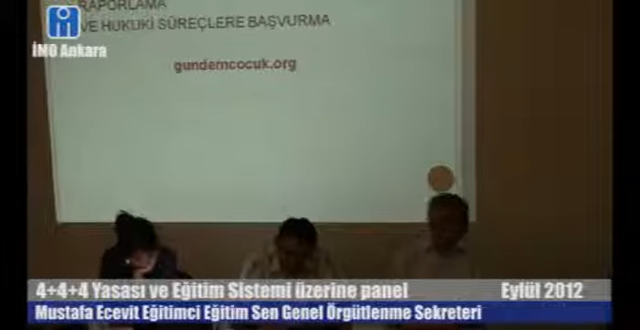 RAPORLAMA
VE HUKUKİ SÜREÇLERE BAŞVURMA
gundemcocuk.org
İMO Ankara
4+4+4 Yasası ve Eğitim Sistemi üzerine panel Eylül 2012
Mustafa Ecevit Eğitimci Eğitim Sen Genel Örgütlenme Sekreteri